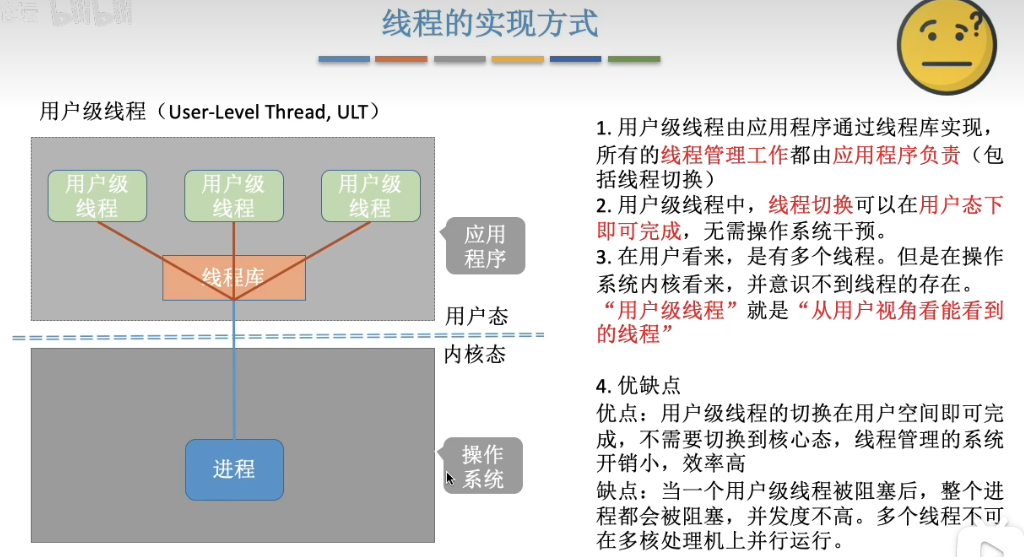 bilibili
线程的实现方式
用户级线程（User-Level Thread, ULT）
用户级
线程
用户级
线程
用户级
线程
线程库
应用
程序
用户态
内核态
进程
操作
系统
1. 用户级线程由应用程序通过线程库实现，
所有的线程管理工作都由应用程序负责（包
括线程切换）
2. 用户级线程中，线程切换可以在用户态下
即可完成，无需操作系统干预。
3. 在用户看来，是有多个线程。但是在操作
系统内核看来，并意识不到线程的存在。
“用户级线程”就是“从用户视角看能看到
的线程”
4. 优缺点
优点：用户级线程的切换在用户空间即可完
成，不需要切换到核心态，线程管理的系统
开销小，效率高
缺点：当一个用户级线程被阻塞后，整个进
程都会被阻塞，并发度不高。多个线程不可
在多核处理机上并行运行。